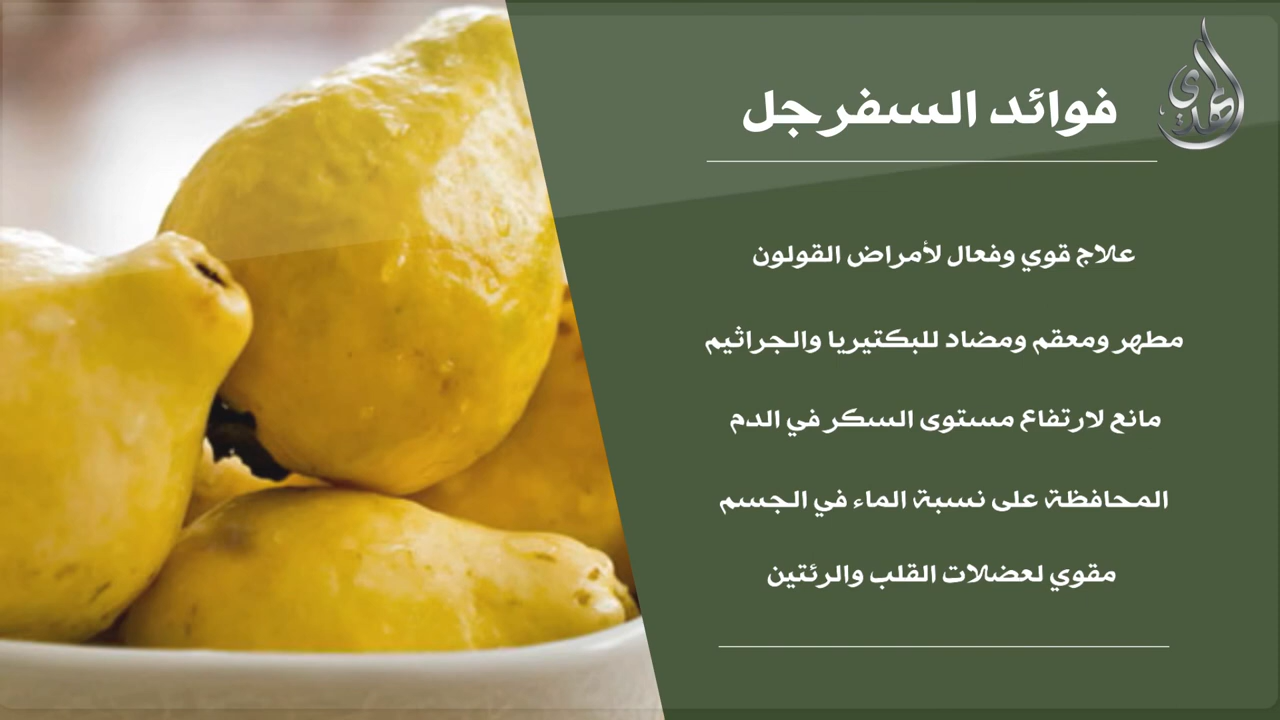 فوائد السفرجل
المهدي
علاج قوي وفعال لأمراض القولون
مطهر ومعقم ومضاد للبكتيريا والجراثيم
مانع لارتفاع مستوى السكر في الدم
المحافظة على نسبة الماء في الجسم
مقوي لعضلات القلب والرئتين